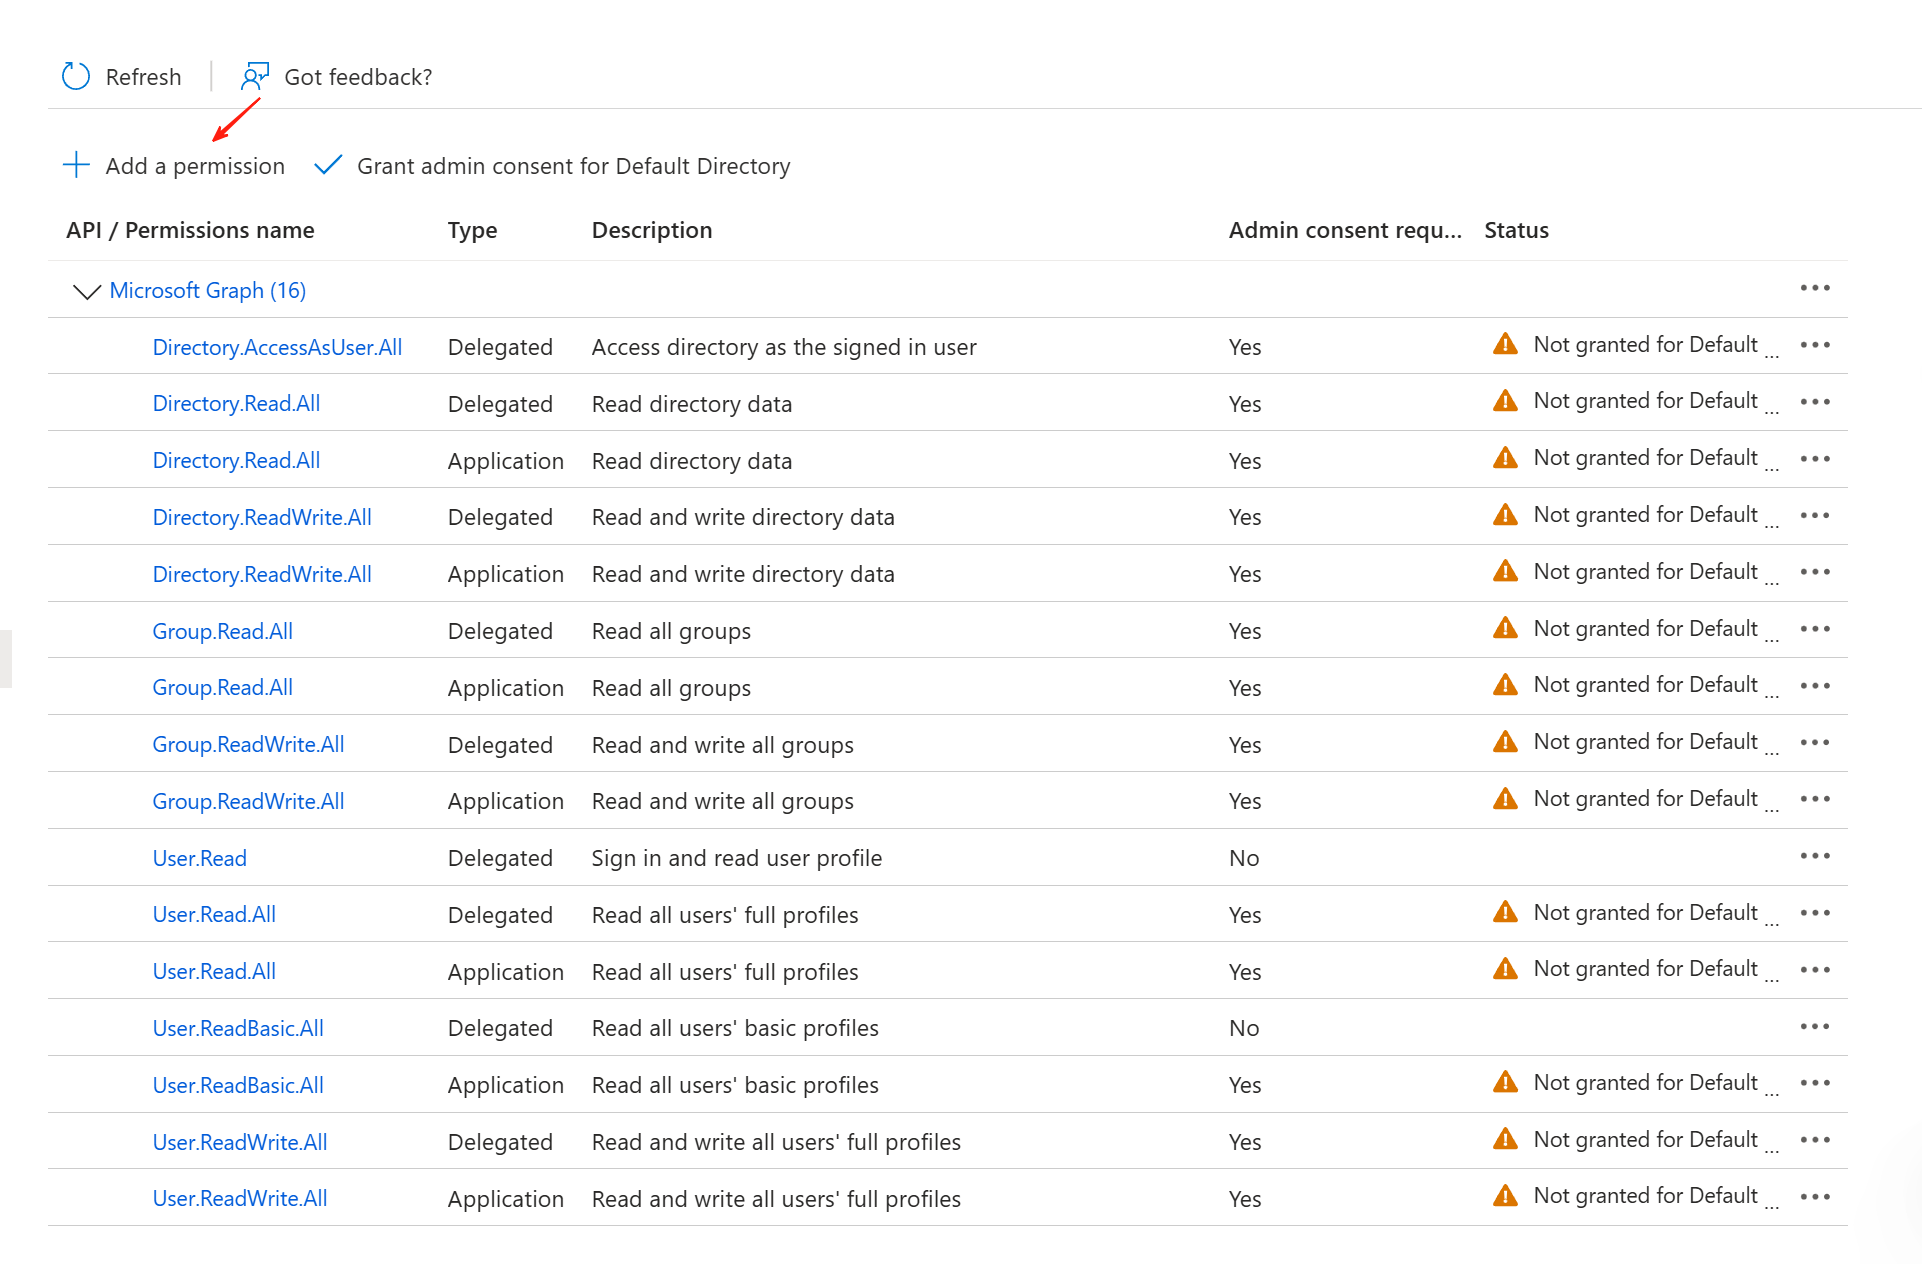 Refresh Got feedback?
Add a permission Grant admin consent for Default Directory
API / Permissions name Type Description Admin consent requ... Status
Microsoft Graph (16)
Directory.AccessAsUser.All Delegated Access directory as the signed in user Yes Not granted for Default ...
Directory.Read.All Delegated Read directory data Yes Not granted for Default ...
Directory.Read.All Application Read directory data Yes Not granted for Default ...
Directory.ReadWrite.All Delegated Read and write directory data Yes Not granted for Default ...
Directory.ReadWrite.All Application Read and write directory data Yes Not granted for Default ...
Group.Read.All Delegated Read all groups Yes Not granted for Default ...
Group.Read.All Application Read all groups Yes Not granted for Default ...
Group.ReadWrite.All Delegated Read and write all groups Yes Not granted for Default ...
Group.ReadWrite.All Application Read and write all groups Yes Not granted for Default ...
User.Read Delegated Sign in and read user profile No
User.Read.All Delegated Read all users' full profiles Yes Not granted for Default ...
User.Read.All Application Read all users' full profiles Yes Not granted for Default ...
User.ReadBasic.All Delegated Read all users' basic profiles No
User.ReadBasic.All Application Read all users' basic profiles Yes Not granted for Default ...
User.ReadWrite.All Delegated Read and write all users' full profiles Yes Not granted for Default ...
User.ReadWrite.All Application Read and write all users' full profiles Yes Not granted for Default ...